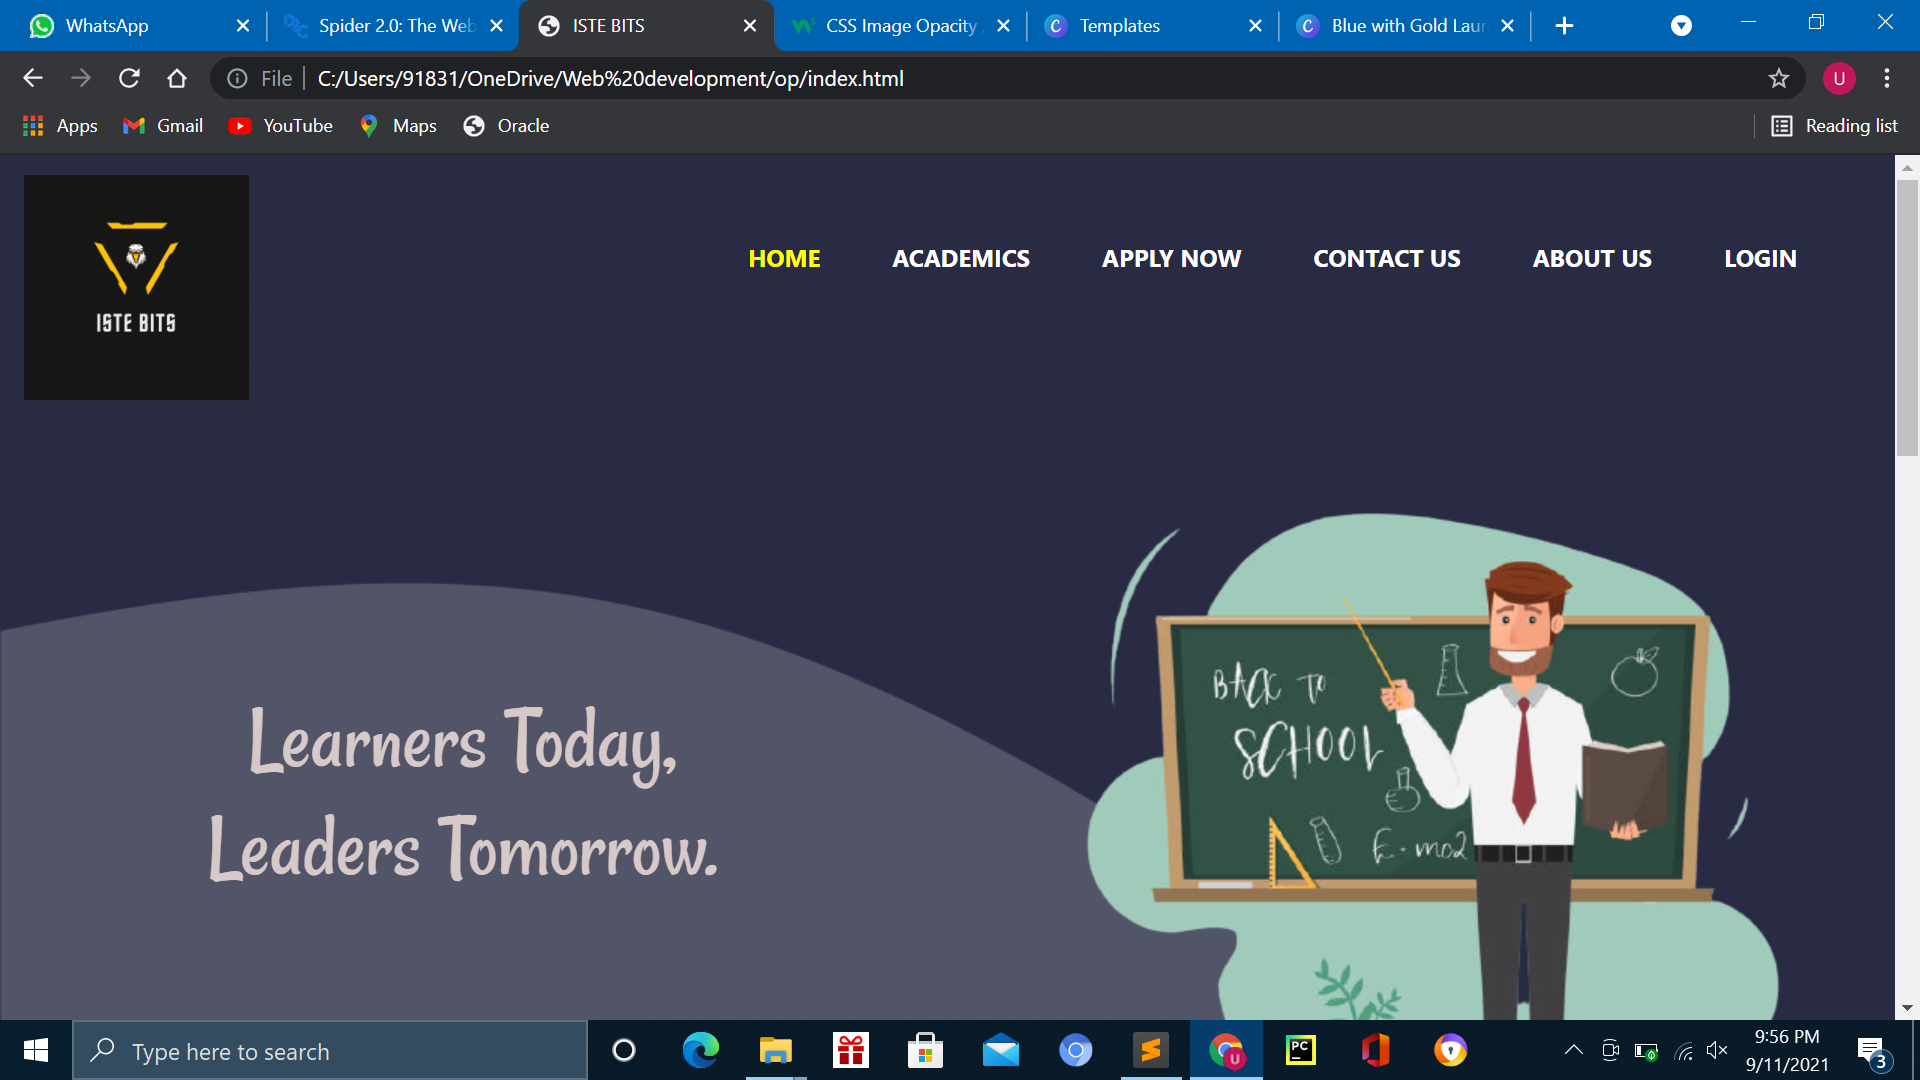 WhatsApp
Spider 2.0: The Web
ISTE BITS
CSS Image Opacity
Templates
Blue with Gold Laur
File
C:/Users/91831/OneDrive/Web%20development/op/index.html
U
Apps
Gmail
YouTube
Maps
Oracle
Reading list
ISTE BITS
HOME
ACADEMICS
APPLY NOW
CONTACT US
ABOUT US
LOGIN
Learners Today,
Leaders Tomorrow.
BACK TO
SCHOOL
E=mc2
Type here to search
U
PC
9:56 PM
9/11/2021
3